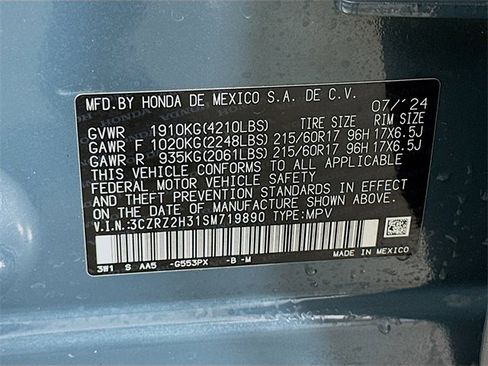 MFD.BY HONDA DE MEXICO S.A. DE C.V. 07/'24
TIRE SIZE RIM SIZE
GVWR 1910KG(4210LBS)
GAWR F 1020KG(2248LBS) 215/60R17 96H 17X6.5J
GAWR R 935KG(2061LBS) 215/60R17 96H 17X6.5J
THIS VEHICLE CONFORMS TO ALL APPLICABLE
FEDERAL MOTOR VEHICLE SAFETY
AND THEFT PREVENTION STANDARDS IN EFFECT
ON THE DATE OF MANUFACTURE SHOWN ABOVE.
V.I.N.:3CZRZ2H31SM719890 TYPE:MPV
3W1 S AA5 -G553PX -B -M
MADE IN MEXICO